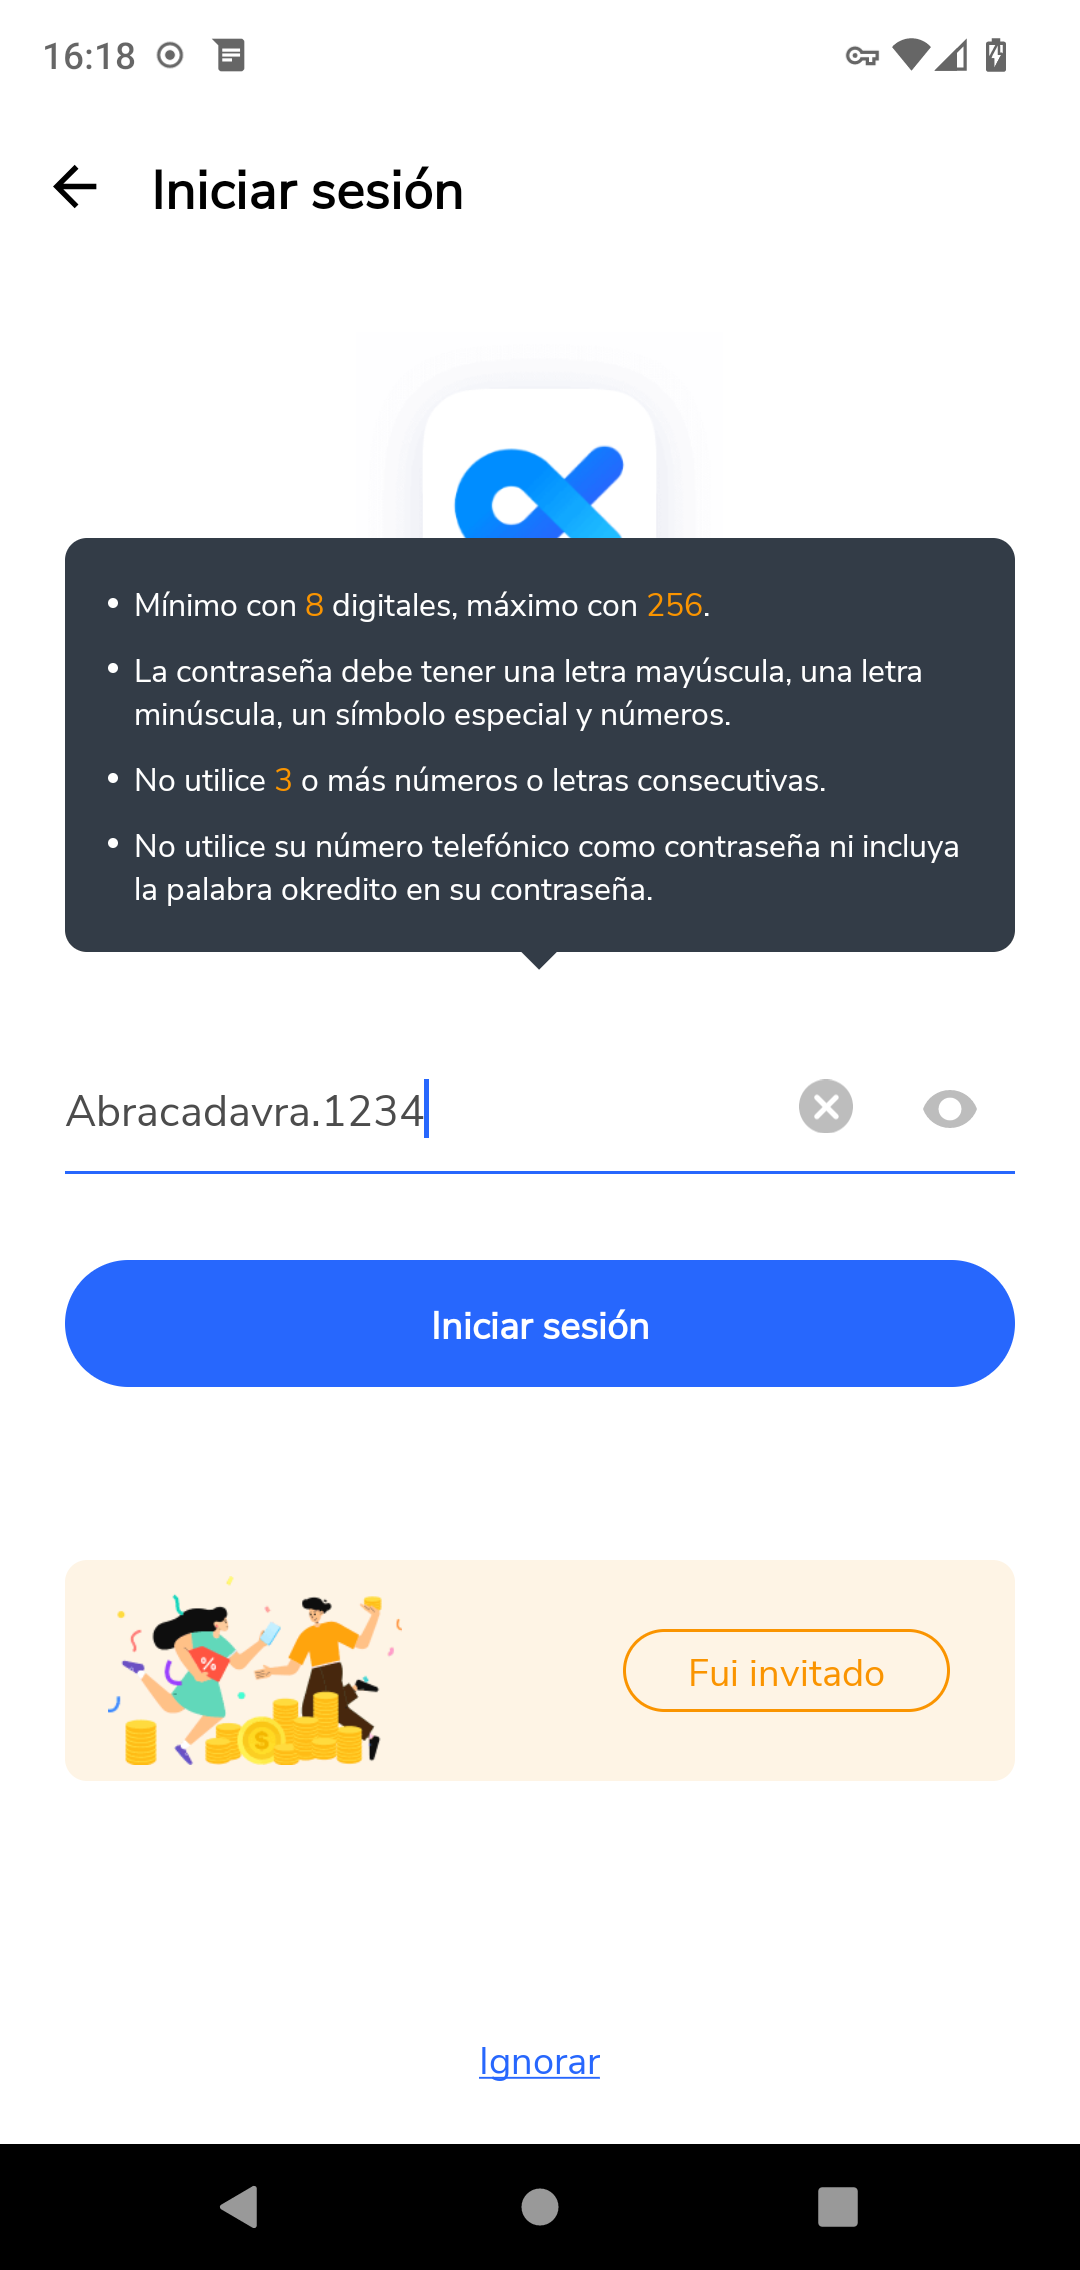 16:18
Iniciar sesión
• Mínimo con 8 digitales, máximo con 256.
• La contraseña debe tener una letra mayúscula, una letra
minúscula, un símbolo especial y números.
• No utilice 3 o más números o letras consecutivas.
• No utilice su número telefónico como contraseña ni incluya
la palabra okredito en su contraseña.
Abracadavra.1234
Iniciar sesión
%
$
Fui invitado
Ignorar